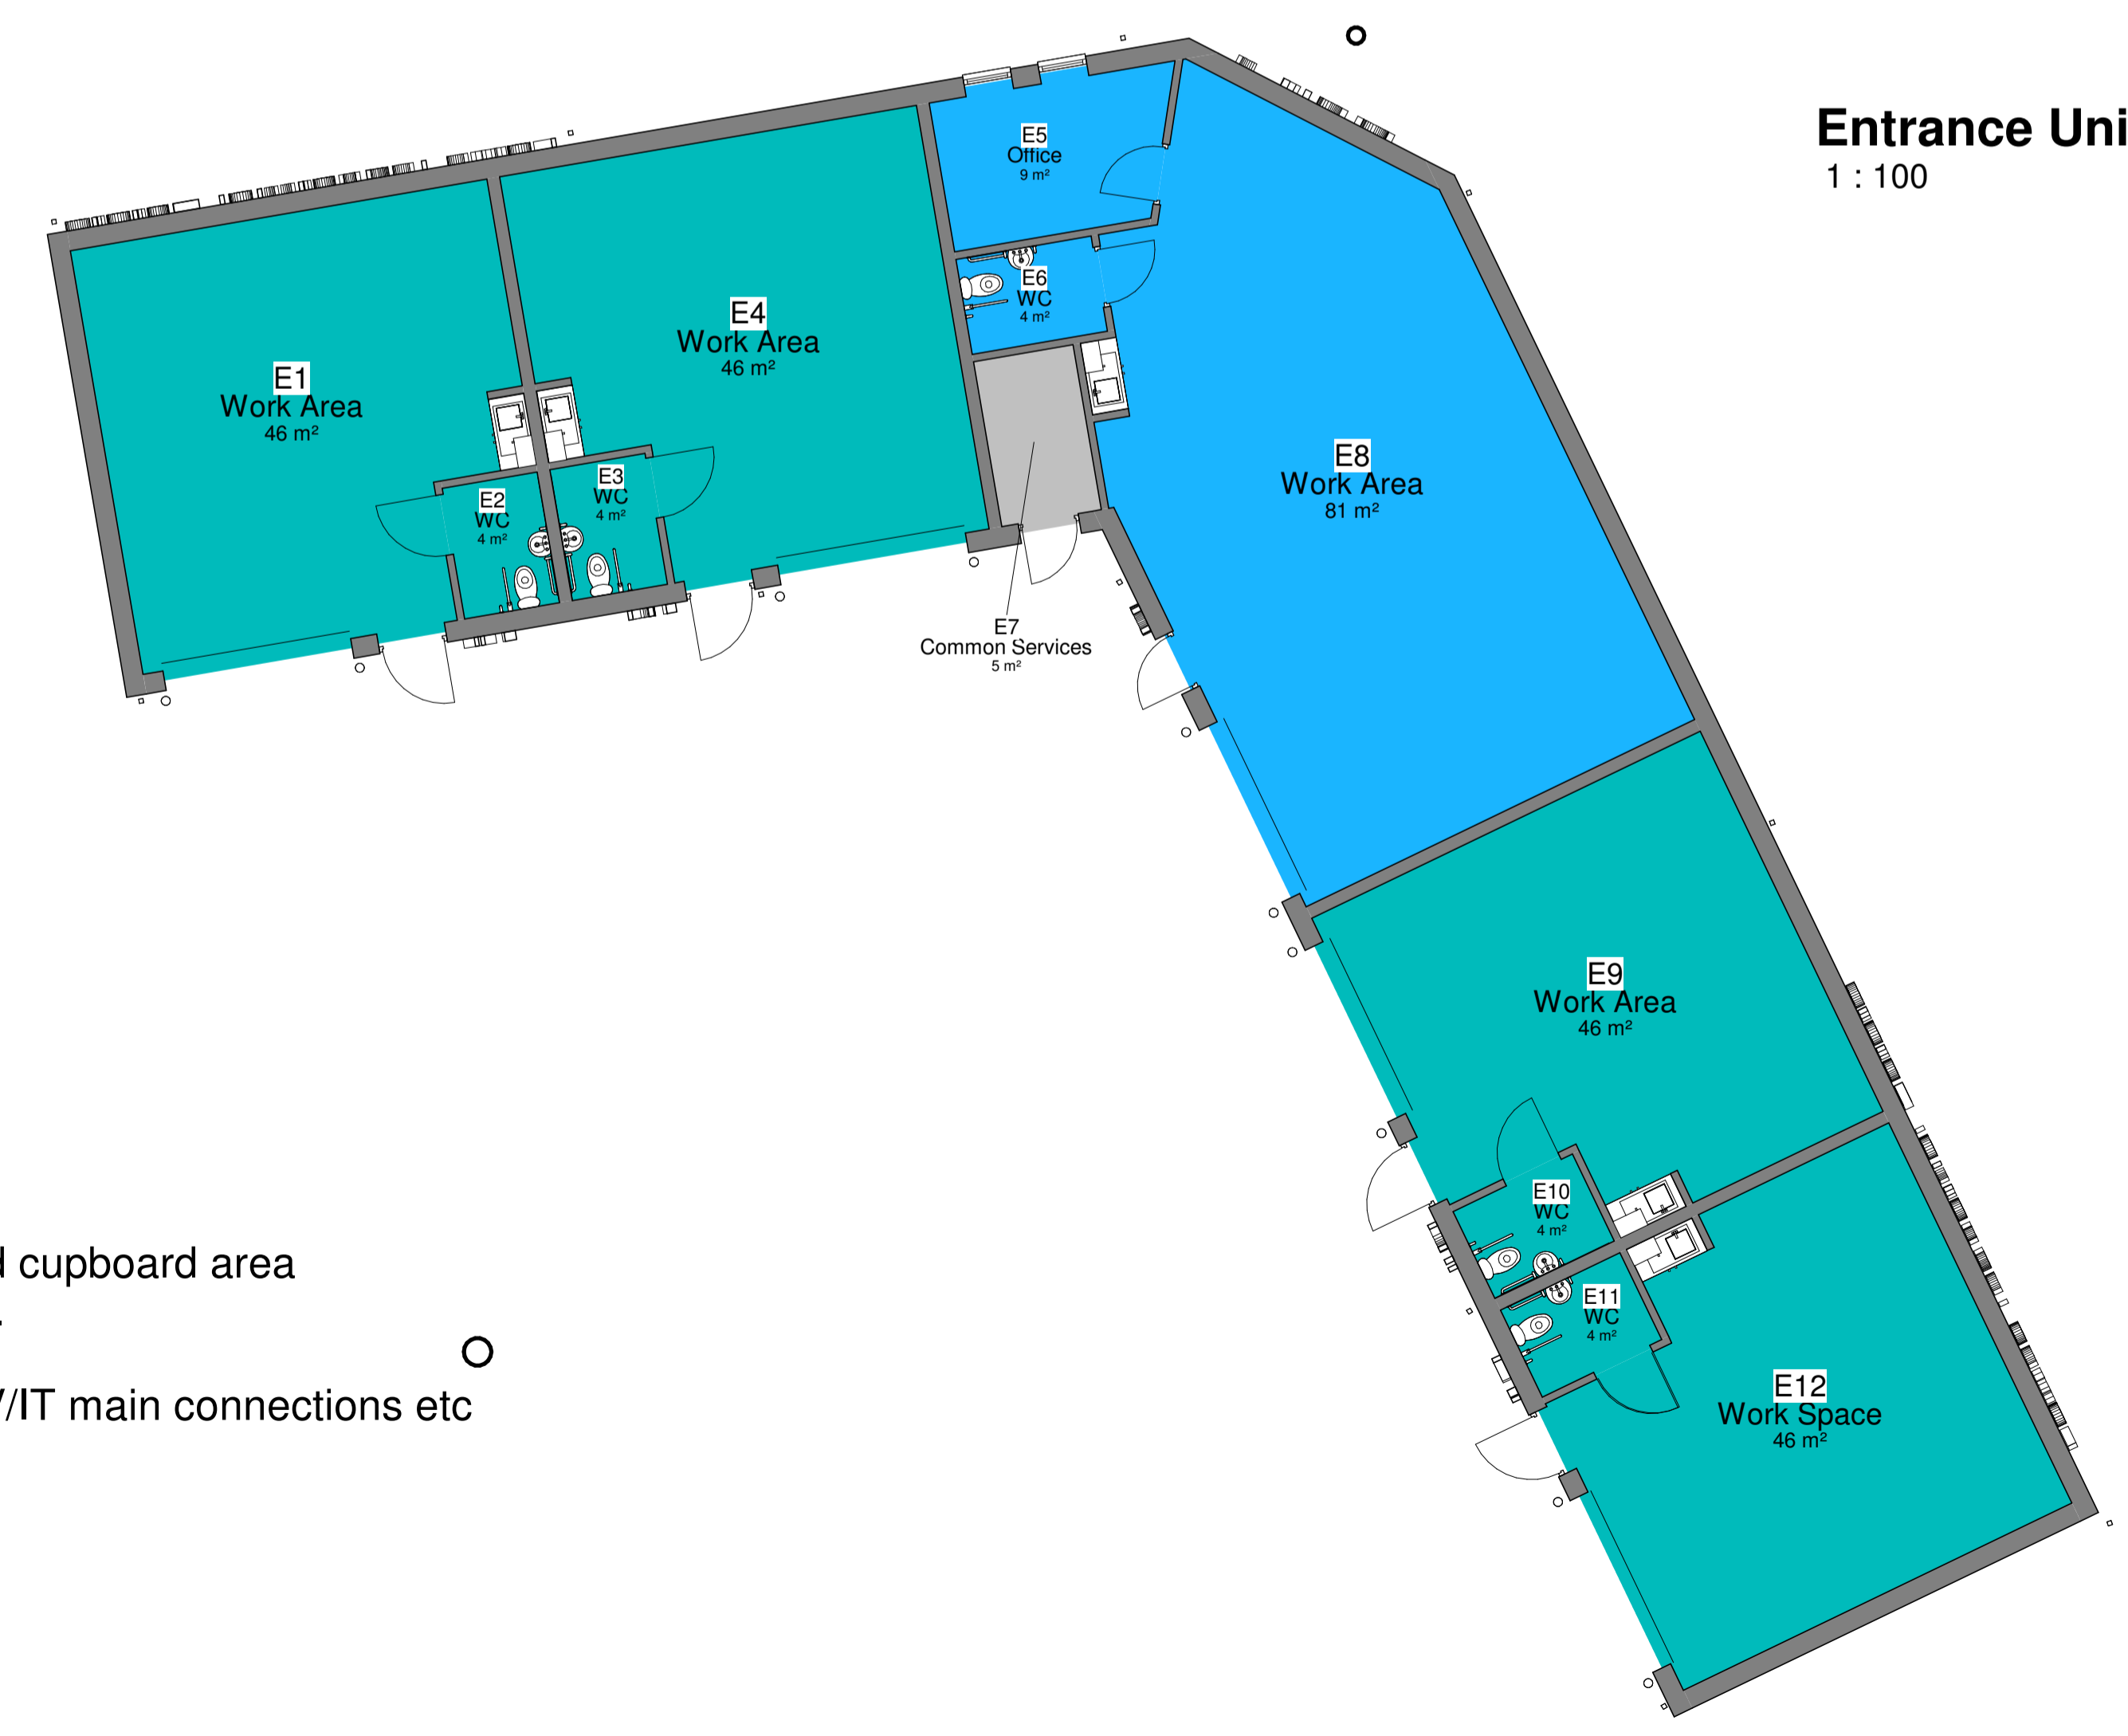 Entrance Uni
1 : 100
E5
Office
9 m²
E6
WC
4 m²
E4
Work Area
46 m²
E1
Work Area
46 m²
E8
Work Area
81 m²
E3
WC
4 m²
E2
WC
4 m²
E7
Common Services
5 m²
E9
Work Area
46 m²
E10
WC
4 m²
E11
WC
4 m²
E12
Work Space
46 m²
cupboard area
/IT main connections etc